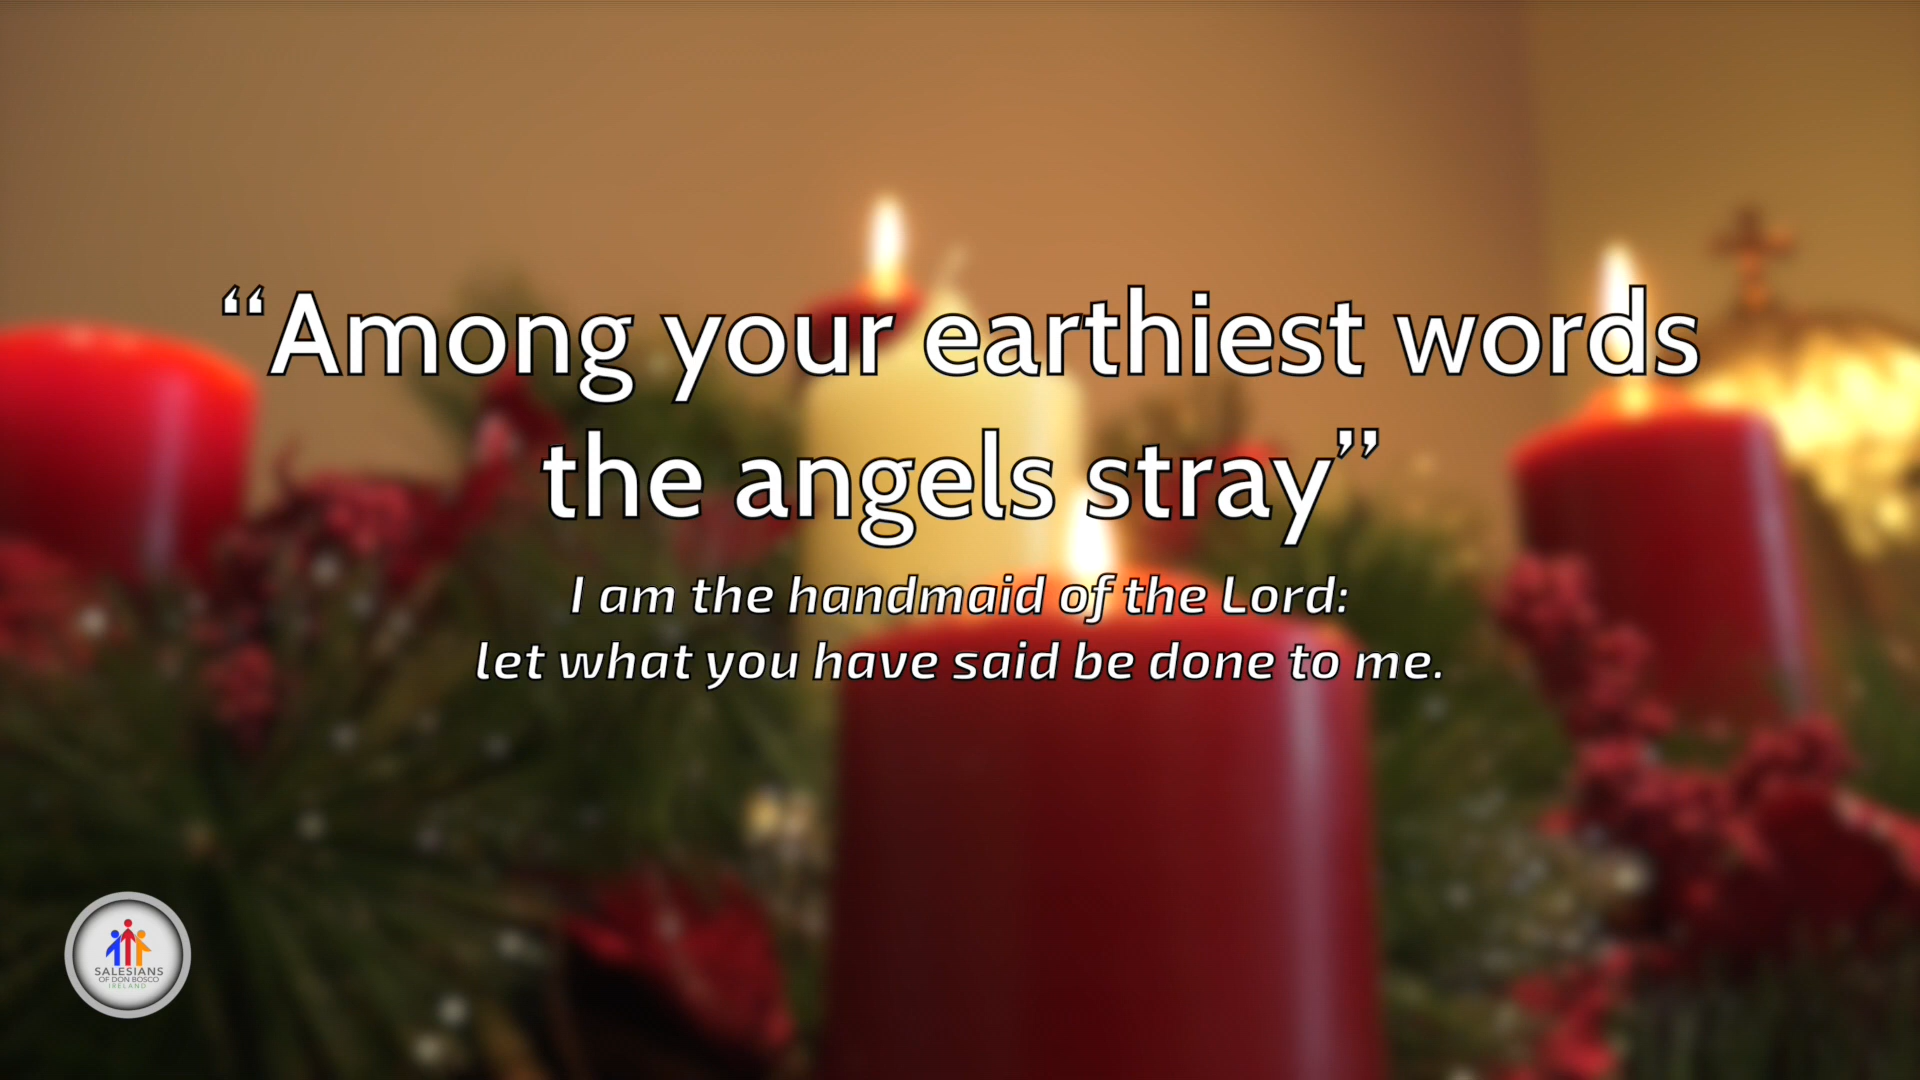 “Among your earthiest words
the angels stray”
I am the handmaid of the Lord:
let what you have said be done to me.
SALESIANS
OF DON BOSCO
IRELAND